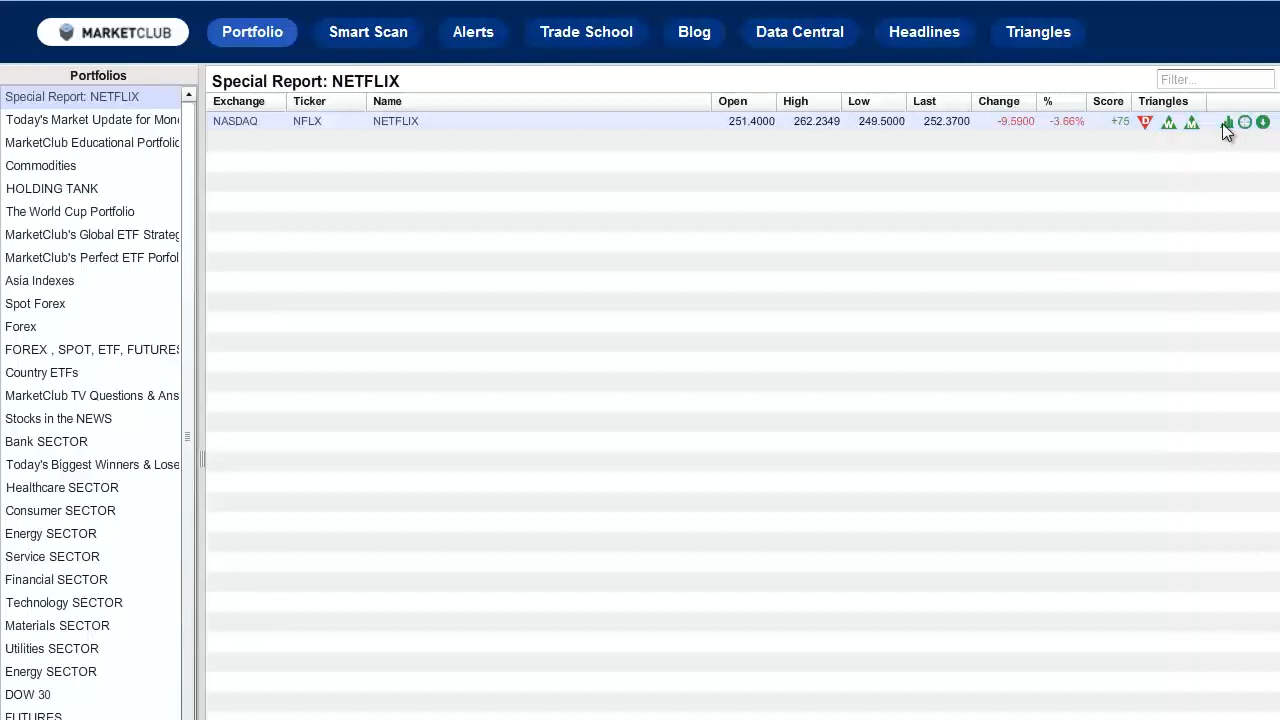 MARKETCLUB
Portfolio
Smart Scan
Alerts
Trade School
Blog
Data Central
Headlines
Triangles
Portfolios
Special Report: NETFLIX
Today's Market Update for Mon
MarketClub Educational Portfolio
Commodities
HOLDING TANK
The World Cup Portfolio
MarketClub's Global ETF Strateg
MarketClub's Perfect ETF Porfol
Asia Indexes
Spot Forex
Forex
FOREX , SPOT, ETF, FUTURES
Country ETFs
MarketClub TV Questions & Ans
Stocks in the NEWS
Bank SECTOR
Today's Biggest Winners & Lose
Healthcare SECTOR
Consumer SECTOR
Energy SECTOR
Service SECTOR
Financial SECTOR
Technology SECTOR
Materials SECTOR
Utilities SECTOR
Energy SECTOR
DOW 30
FUTURES
Special Report: NETFLIX
Filter...
Exchange Ticker Name Open High Low Last Change % Score Triangles
NASDAQ NFLX NETFLIX 251.4000 262.2349 249.5000 252.3700 -9.5900 -3.66% +75 D W M